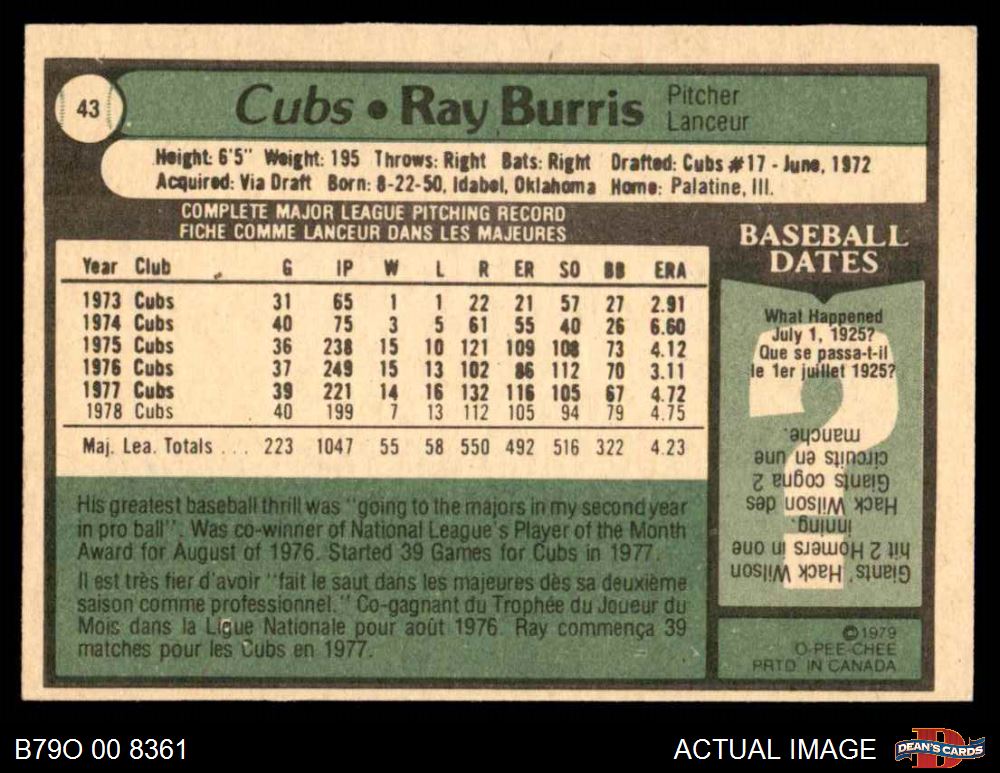 43
Cubs • Ray Burris Pitcher
Lanceur
Height: 6'5" Weight: 195 Throws: Right Bats: Right Drafted: Cubs #17 - June, 1972
Acquired: Via Draft Born: 8-22-50, Idabel, Oklahoma Home: Palatine, Ill.
COMPLETE MAJOR LEAGUE PITCHING RECORD
FICHE COMME LANCEUR DANS LES MAJEURES
Year Club G IP W L R ER SO BB ERA
1973 Cubs 31 65 1 1 22 21 57 27 2.91
1974 Cubs 40 75 3 5 61 55 40 26 6.60
1975 Cubs 36 238 15 10 121 109 108 73 4.12
1976 Cubs 37 249 15 13 102 86 112 70 3.11
1977 Cubs 39 221 14 16 132 116 105 67 4.72
1978 Cubs 40 199 7 13 112 105 94 79 4.75
Maj. Lea. Totals . . . 223 1047 55 58 550 492 516 322 4.23
His greatest baseball thrill was "going to the majors in my second year
in pro ball". Was co-winner of National League's Player of the Month
Award for August of 1976. Started 39 Games for Cubs in 1977.
Il est très fier d'avoir "fait le saut dans les majeures dès sa deuxième
saison comme professionnel." Co-gagnant du Trophée du Joueur du
Mois dans la Ligue Nationale pour août 1976. Ray commença 39
matches pour les Cubs en 1977.
BASEBALL
DATES
What Happened
July 1, 1925?
Que se passa-t-il
le 1er juillet 1925?
Giants' Hack Wilson
hit 2 Homers in one
inning.
Hack Wilson des
Giants cogna 2
circuits en une
manche.
©1979
O-PEE-CHEE
PRTD. IN CANADA
B79O 00 8361
ACTUAL IMAGE
D
DEAN'S CARDS